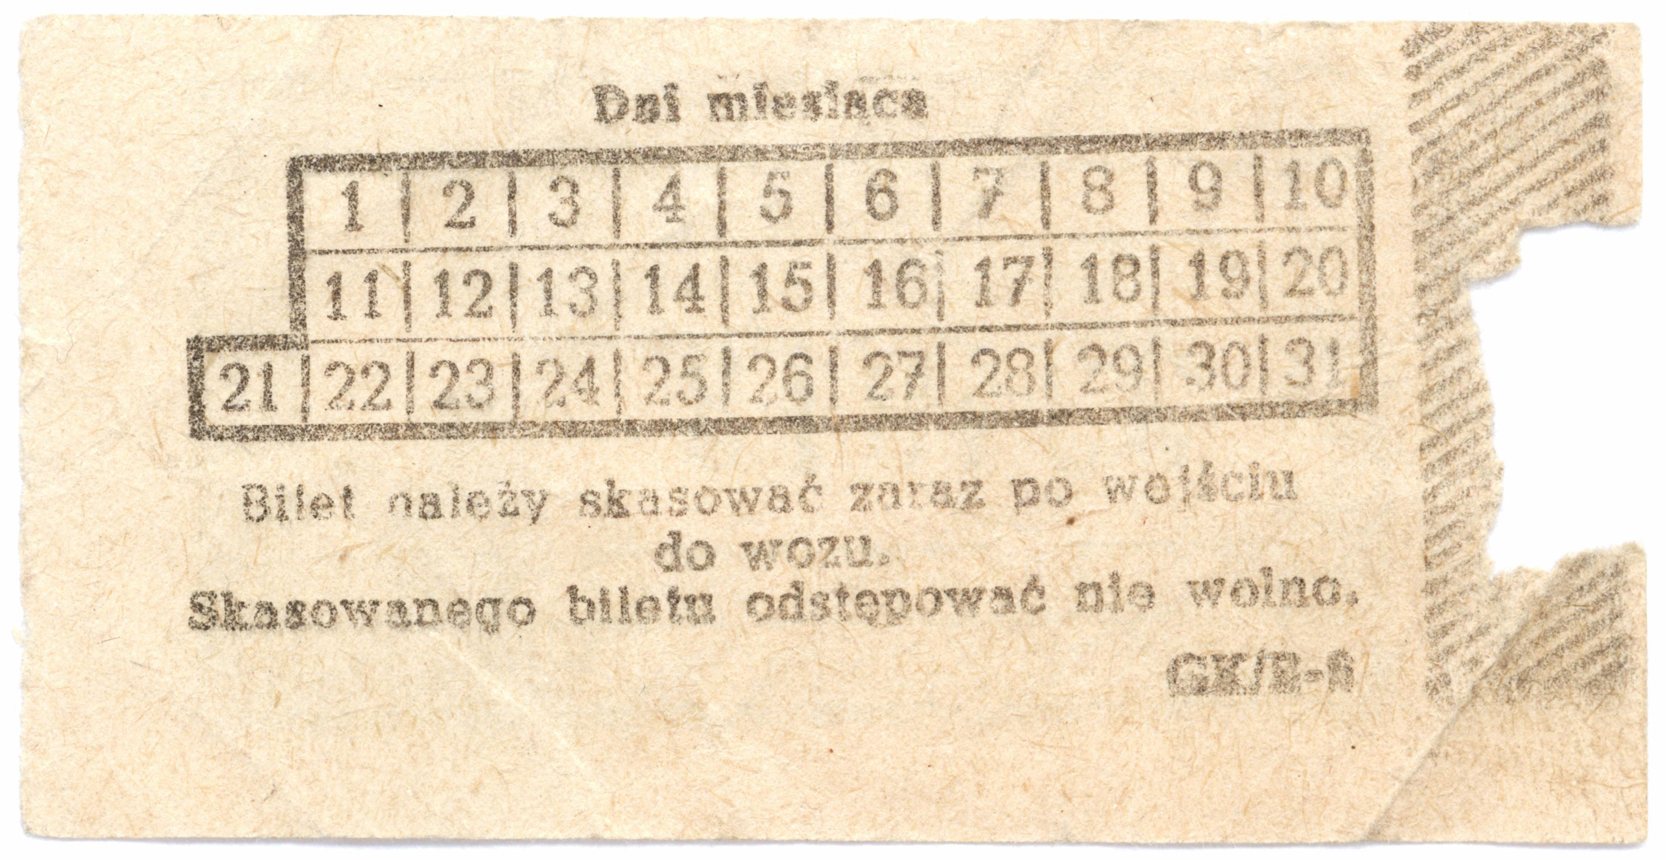 Dni miesiąca
1 2 3 4 5 6 7 8 9 10
11 12 13 14 15 16 17 18 19 20
21 22 23 24 25 26 27 28 29 30 31
Bilet należy skasować zaraz po wejściu
do wozu.
Skasowanego biletu odstępować nie wolno.